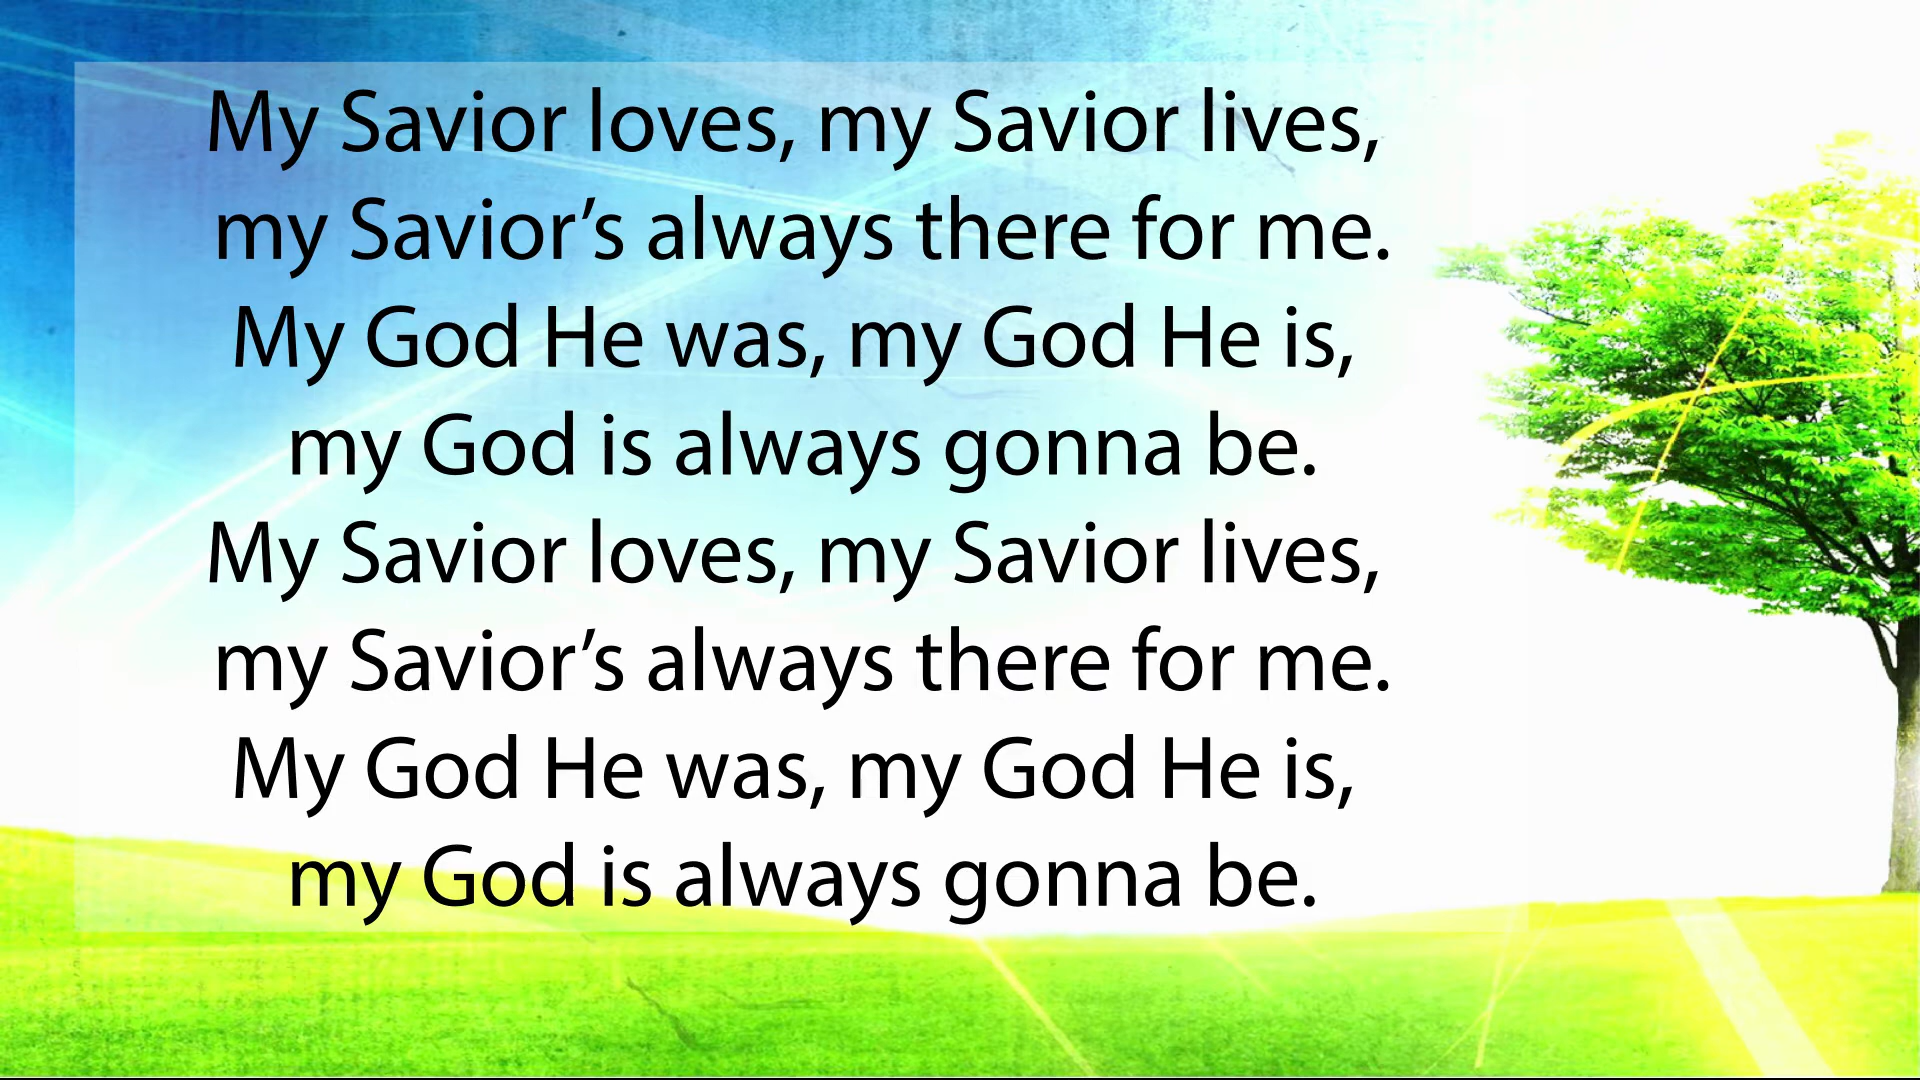 My Savior loves, my Savior lives,
my Savior’s always there for me.
My God He was, my God He is,
my God is always gonna be.
My Savior loves, my Savior lives,
my Savior’s always there for me.
My God He was, my God He is,
my God is always gonna be.